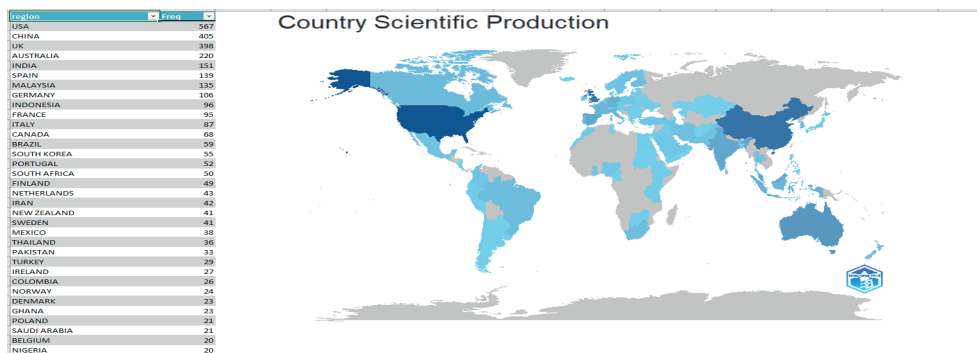 region Freq
USA 567
CHINA 405
UK 398
AUSTRALIA 220
INDIA 151
SPAIN 139
MALAYSIA 135
GERMANY 106
INDONESIA 96
FRANCE 95
ITALY 87
CANADA 68
BRAZIL 59
SOUTH KOREA 55
PORTUGAL 52
SOUTH AFRICA 50
FINLAND 49
NETHERLANDS 43
IRAN 42
NEW ZEALAND 41
SWEDEN 41
MEXICO 38
THAILAND 36
PAKISTAN 33
TURKEY 29
IRELAND 27
COLOMBIA 26
NORWAY 24
DENMARK 23
GHANA 23
POLAND 21
SAUDI ARABIA 21
BELGIUM 20
NIGERIA 20
Country Scientific Production